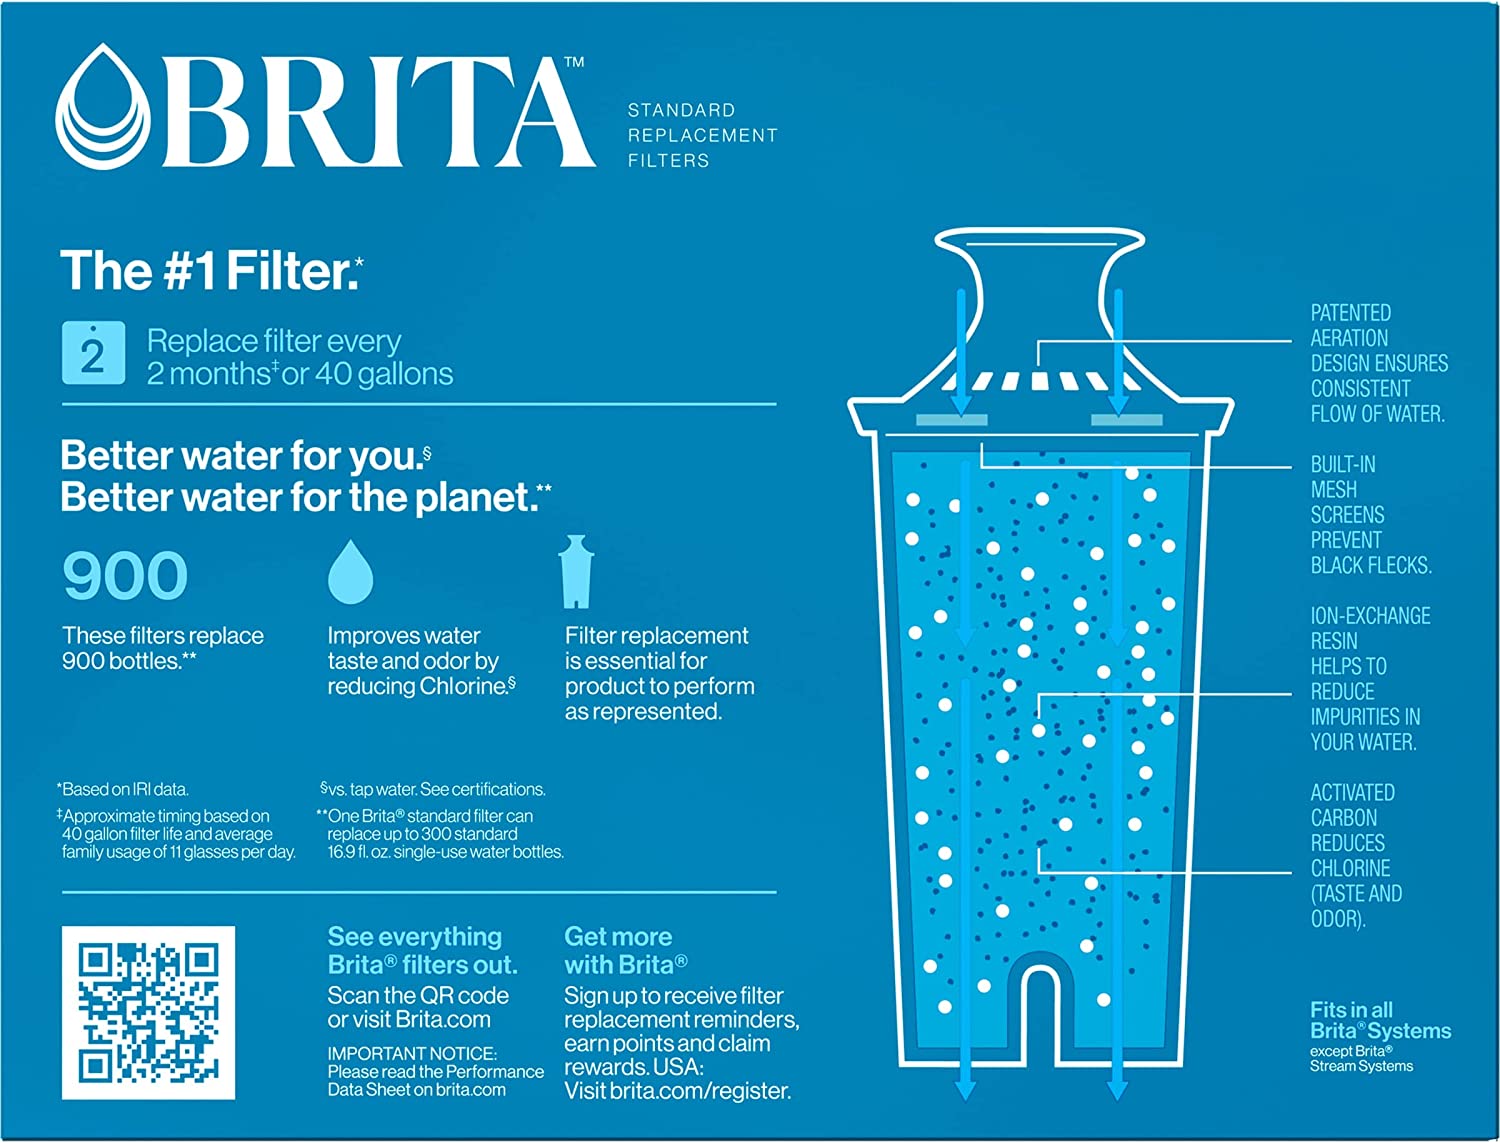 BRITA™
STANDARD
REPLACEMENT
FILTERS
The #1 Filter.*
2
Replace filter every
2 months‡ or 40 gallons
Better water for you.§
Better water for the planet.**
900
These filters replace
900 bottles.**
Improves water
taste and odor by
reducing Chlorine.§
Filter replacement
is essential for
product to perform
as represented.
*Based on IRI data.
‡Approximate timing based on
40 gallon filter life and average
family usage of 11 glasses per day.
§vs. tap water. See certifications.
**One Brita® standard filter can
replace up to 300 standard
16.9 fl. oz. single-use water bottles.
See everything
Brita® filters out.
Scan the QR code
or visit Brita.com
IMPORTANT NOTICE:
Please read the Performance
Data Sheet on brita.com
Get more
with Brita®
Sign up to receive filter
replacement reminders,
earn points and claim
rewards. USA:
Visit brita.com/register.
PATENTED
AERATION
DESIGN ENSURES
CONSISTENT
FLOW OF WATER.
BUILT-IN
MESH
SCREENS
PREVENT
BLACK FLECKS.
ION-EXCHANGE
RESIN
HELPS TO
REDUCE
IMPURITIES IN
YOUR WATER.
ACTIVATED
CARBON
REDUCES
CHLORINE
(TASTE AND
ODOR).
Fits in all
Brita® Systems
except Brita®
Stream Systems